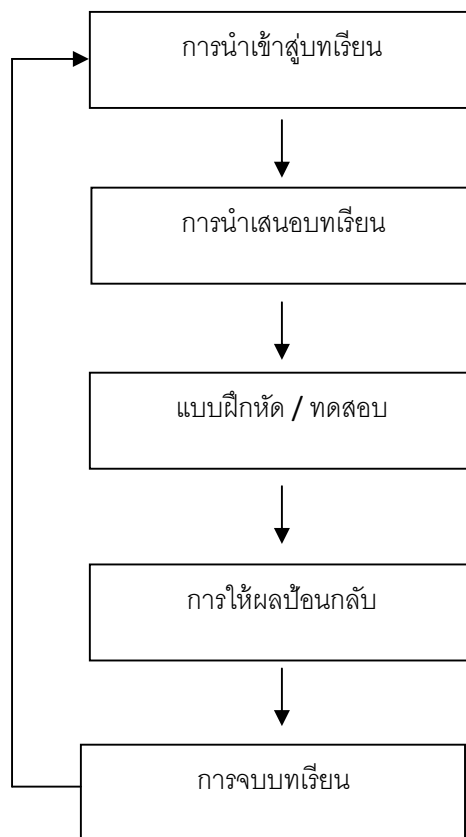 การนำเข้าสู่บทเรียน
การนำเสนอบทเรียน
แบบฝึกหัด / ทดสอบ
การให้ผลป้อนกลับ
การจบบทเรียน